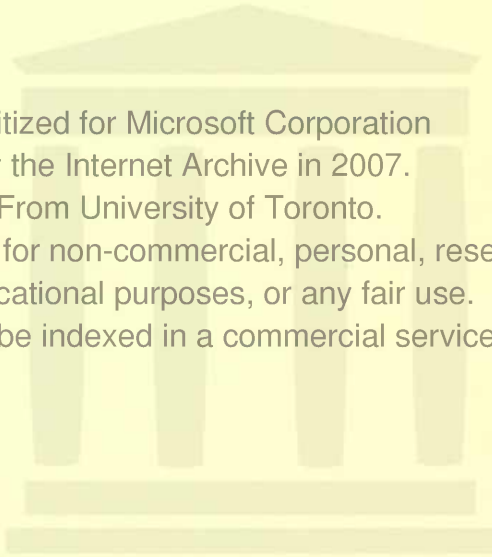 itized for Microsoft Corporation
the Internet Archive in 2007.
From University of Toronto.
for non-commercial, personal, rese
cational purposes, or any fair use.
be indexed in a commercial service